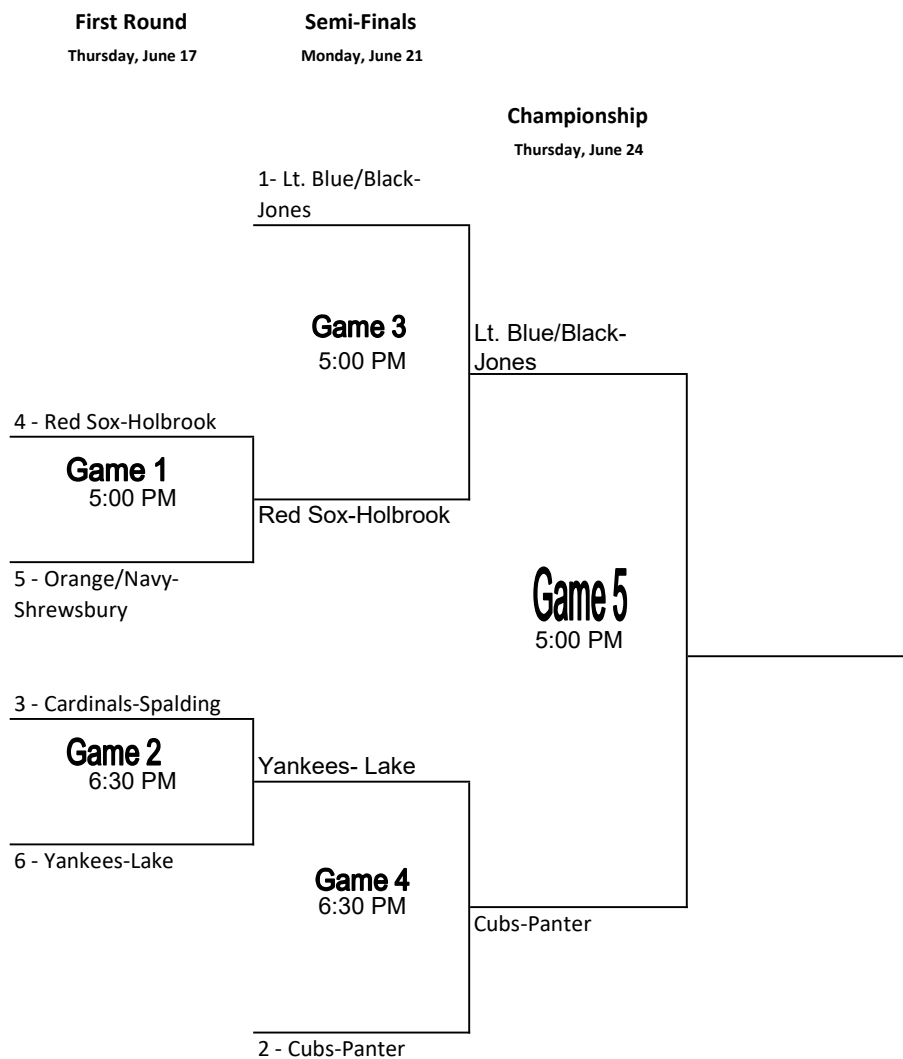 First Round
Semi-Finals
Thursday, June 17
Monday, June 21
Championship
Thursday, June 24
1- Lt. Blue/Black-
Jones
Game 3
5:00 PM
Lt. Blue/Black-
Jones
4 - Red Sox-Holbrook
Game 1
5:00 PM
Red Sox-Holbrook
5 - Orange/Navy-
Shrewsbury
Game 5
5:00 PM
3 - Cardinals-Spalding
Game 2
6:30 PM
Yankees- Lake
6 - Yankees-Lake
Game 4
6:30 PM
Cubs-Panter
2 - Cubs-Panter